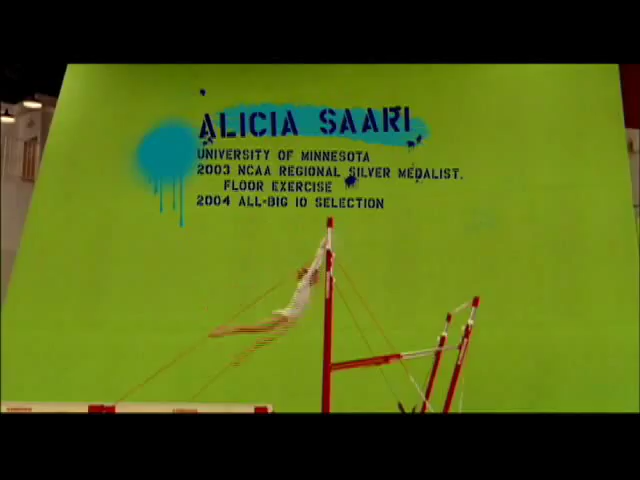 ALICIA SAARI
UNIVERSITY OF MINNESOTA
2003 NCAA REGIONAL SILVER MEDALIST.
FLOOR EXERCISE
2004 ALL-BIG 10 SELECTION